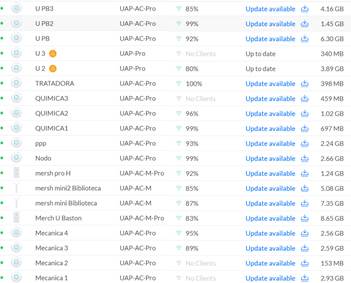 U PB3 UAP-AC-Pro 85% Update available 4.16 GB
U PB2 UAP-AC-Pro 99% Update available 1.45 GB
U PB UAP-AC-Pro 92% Update available 6.30 GB
U 3 UAP-Pro No Clients Up to date 340 MB
U 2 UAP-Pro 80% Up to date 3.89 GB
TRATADORA UAP-AC-Pro 100% Update available 398 MB
QUIMICA3 UAP-AC-Pro No Clients Update available 459 MB
QUIMICA2 UAP-AC-Pro 96% Update available 1.02 GB
QUIMICA1 UAP-AC-Pro 99% Update available 697 MB
ppp UAP-AC-Pro 93% Update available 2.24 GB
Nodo UAP-AC-Pro 99% Update available 2.66 GB
mersh pro H UAP-AC-M-Pro 92% Update available 1.24 GB
mersh mini2 Biblioteca UAP-AC-M 85% Update available 5.08 GB
mersh mini Biblioteca UAP-AC-M 87% Update available 7.35 GB
Merch U Baston UAP-AC-M-Pro 83% Update available 8.65 GB
Mecanica 4 UAP-AC-Pro 95% Update available 2.56 GB
Mecanica 3 UAP-AC-Pro 89% Update available 2.59 GB
Mecanica 2 UAP-AC-Pro No Clients Update available 153 MB
Mecanica 1 UAP-AC-Pro No Clients Update available 2.93 GB